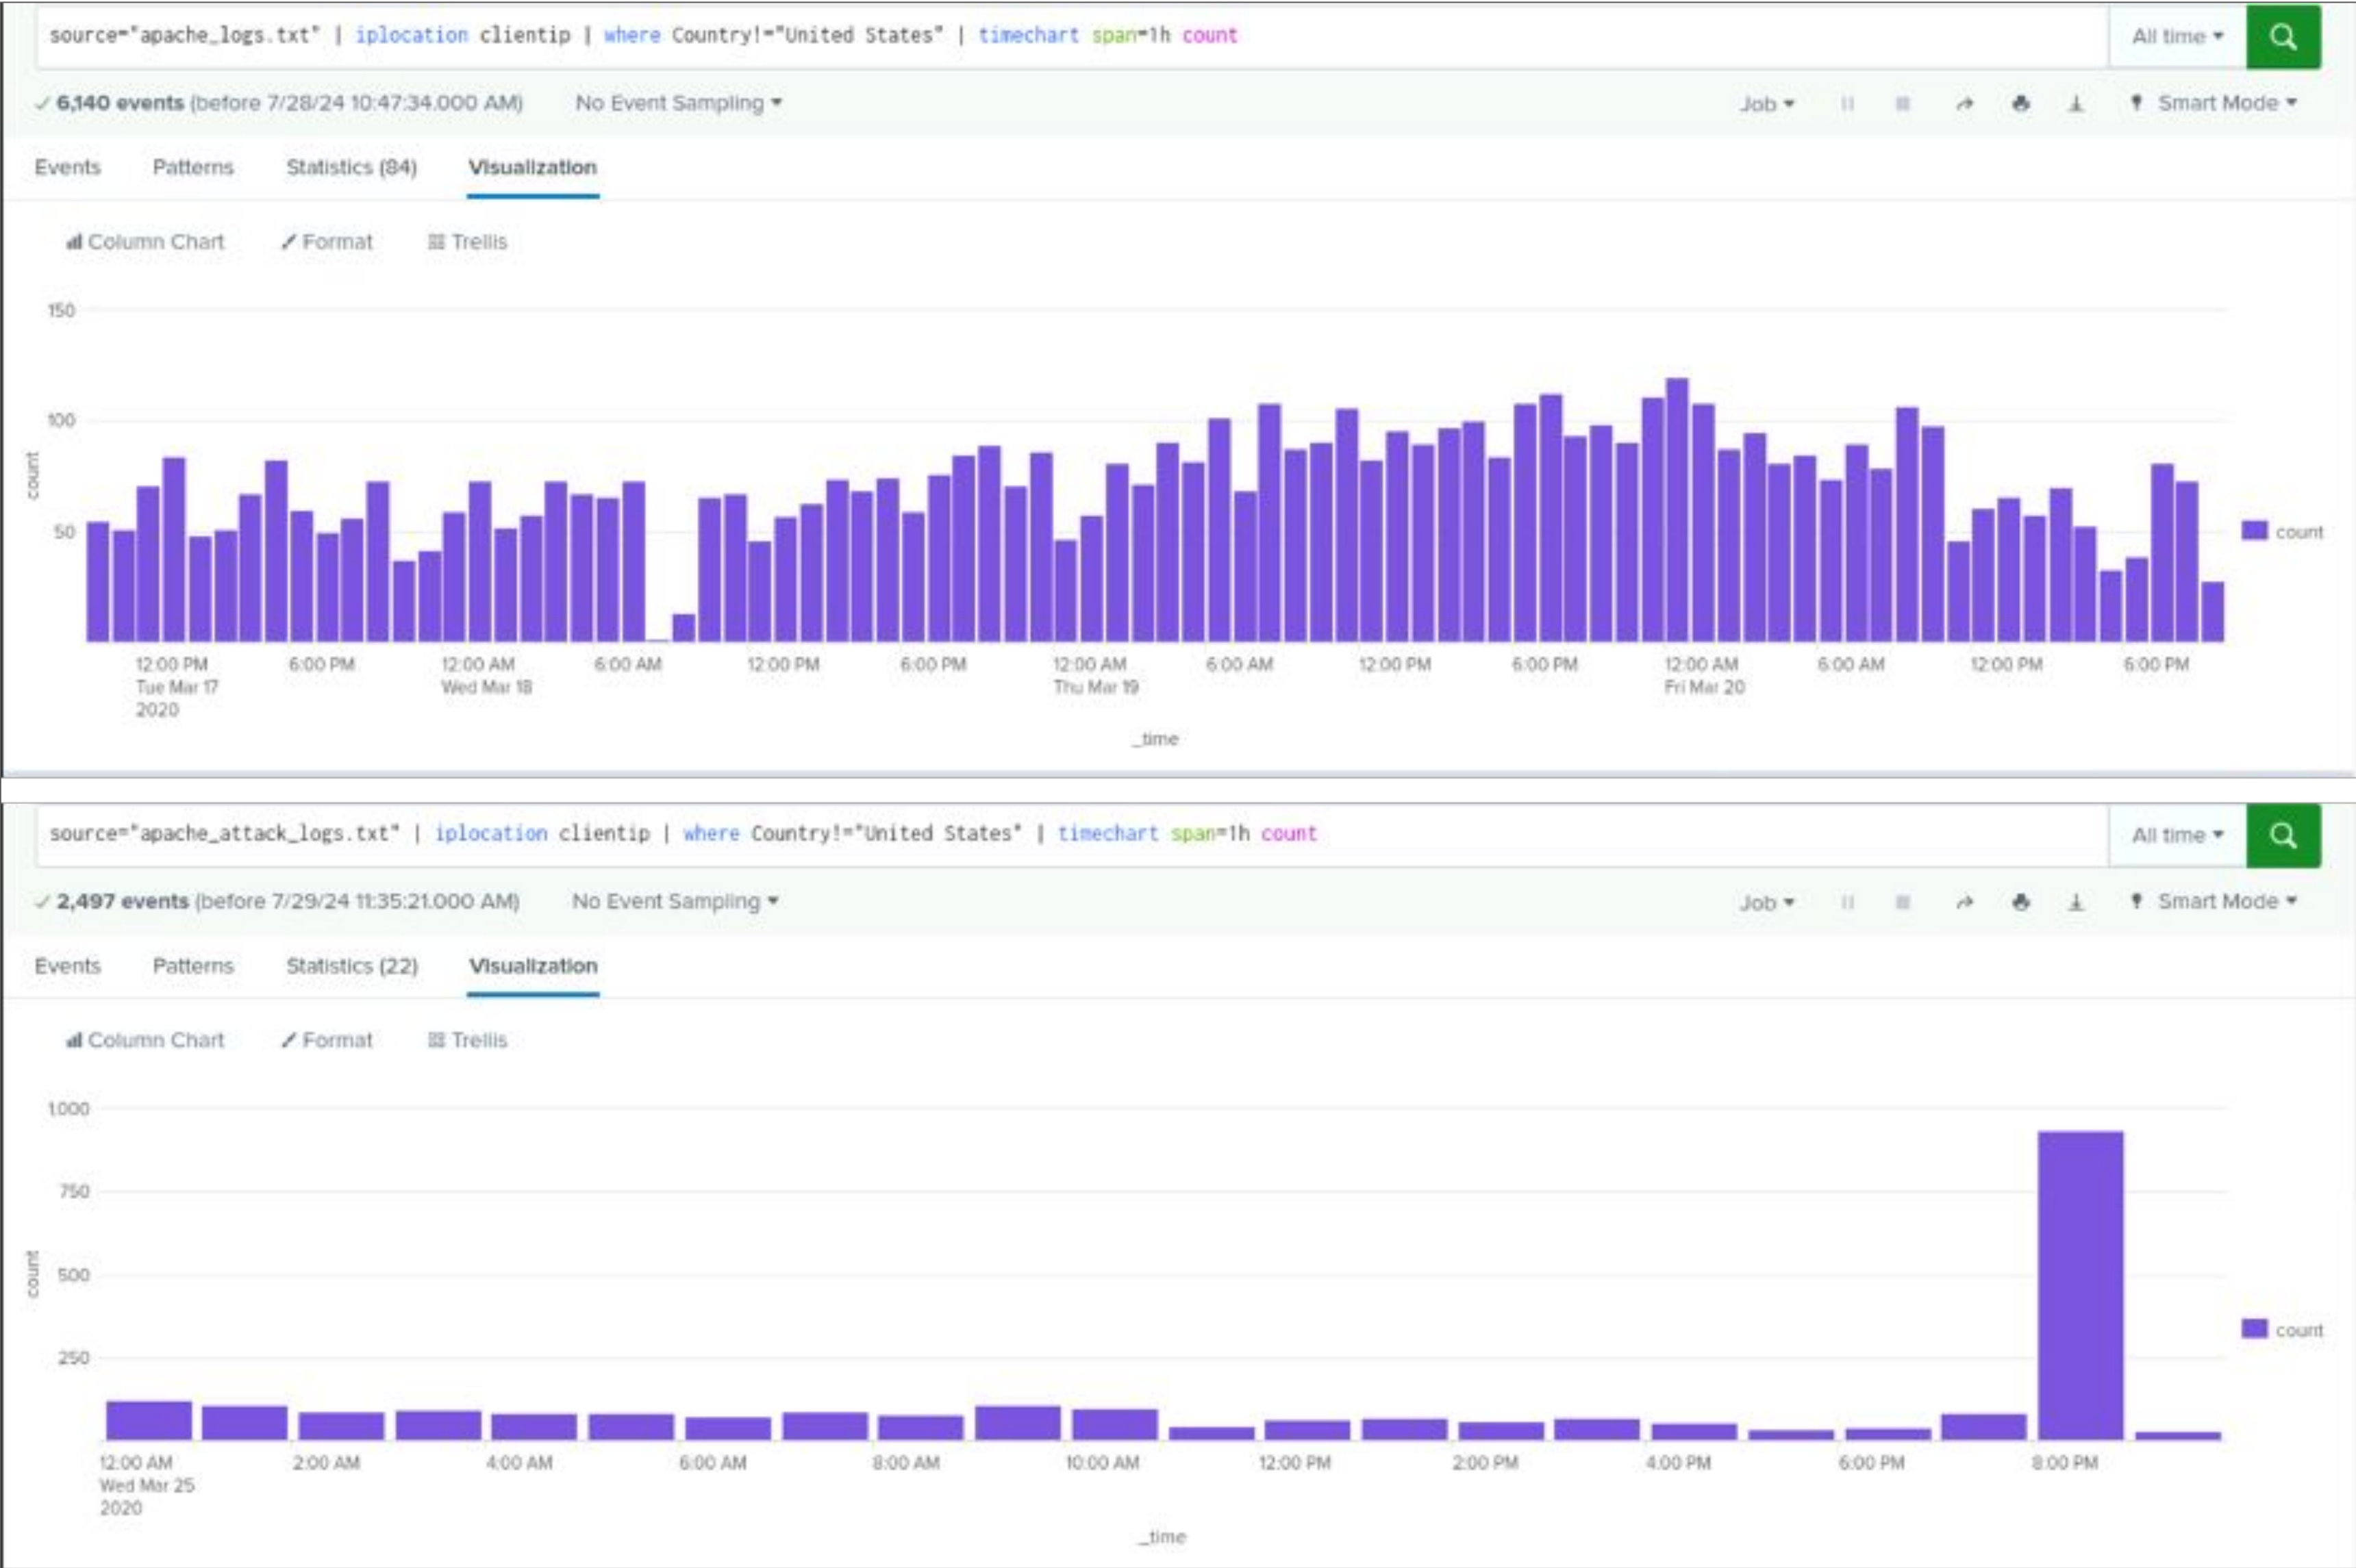 source="apache_logs.txt" | iplocation clientip | where Country!="United States" | timechart span=1h count
All time
6,140 events (before 7/28/24 10:47:34.000 AM) No Event Sampling
Job Smart Mode
Events Patterns Statistics (84) Visualization
Column Chart Format Trellis
150
100
50
count
count
12:00 PM 6:00 PM 12:00 AM 6:00 AM 12:00 PM 6:00 PM 12:00 AM 6:00 AM 12:00 PM 6:00 PM 12:00 AM 6:00 AM 12:00 PM 6:00 PM
Tue Mar 17 Wed Mar 18 Thu Mar 19 Fri Mar 20
2020
_time
source="apache_attack_logs.txt" | iplocation clientip | where Country!="United States" | timechart span=1h count
All time
2,497 events (before 7/29/24 11:35:21.000 AM) No Event Sampling
Job Smart Mode
Events Patterns Statistics (22) Visualization
Column Chart Format Trellis
1,000
750
500
250
count
count
12:00 AM 2:00 AM 4:00 AM 6:00 AM 8:00 AM 10:00 AM 12:00 PM 2:00 PM 4:00 PM 6:00 PM 8:00 PM
Wed Mar 25
2020
_time